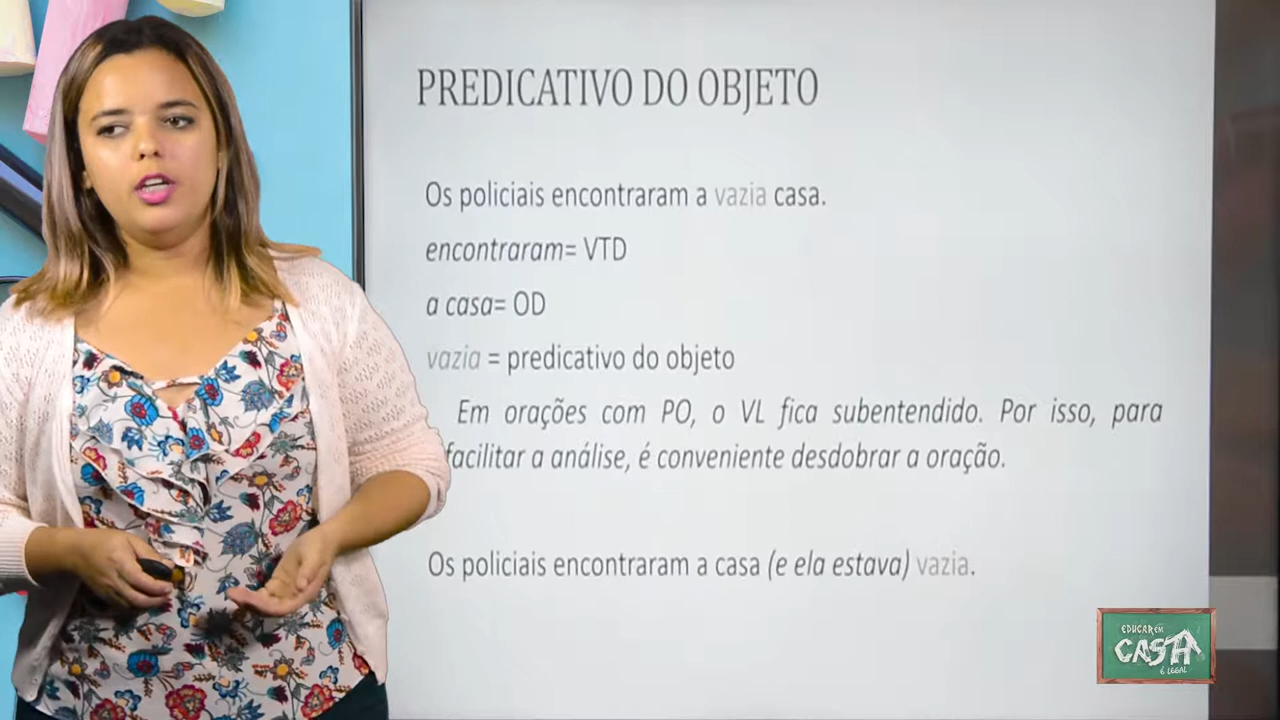 PREDICATIVO DO OBJETO
Os policiais encontraram a vazia casa.
encontraram= VTD
a casa= OD
vazia = predicativo do objeto
Em orações com PO, o VL fica subentendido. Por isso, para
facilitar a análise, é conveniente desdobrar a oração.
Os policiais encontraram a casa (e ela estava) vazia.
EDUCAR EM
CASA
É LEGAL